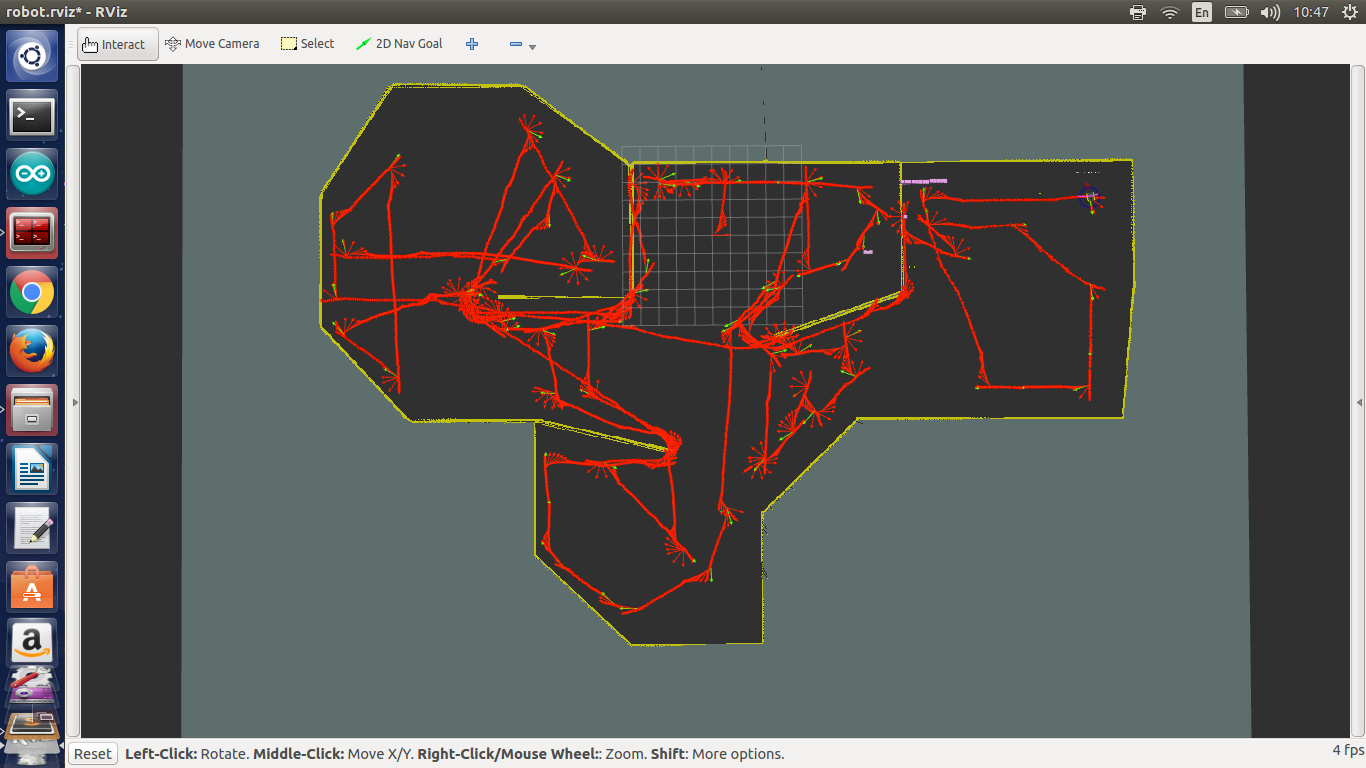 robot.rviz* - RViz
En
10:47
Interact
Move Camera
Select
2D Nav Goal
Reset
Left-Click: Rotate. Middle-Click: Move X/Y. Right-Click/Mouse Wheel:: Zoom. Shift: More options.
4 fps